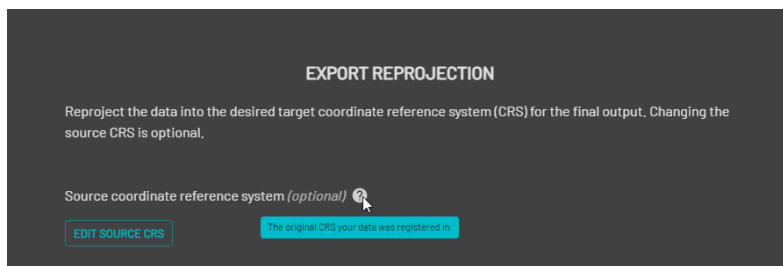 EXPORT REPROJECTION
Reproject the data into the desired target coordinate reference system (CRS) for the final output. Changing the
source CRS is optional.
Source coordinate reference system (optional) ?
EDIT SOURCE CRS
The original CRS your data was registered in.